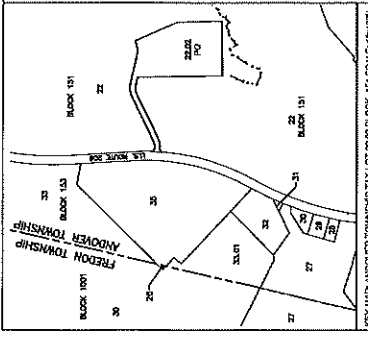 BLOCK 151
22
22.02
PQ
33
BLOCK 153
U.S. ROUTE 206
FREDON TOWNSHIP
ANDOVER TOWNSHIP
BLOCK 1001
30
35
25
33.01
32
31
30
29
28
27
27
22
BLOCK 151